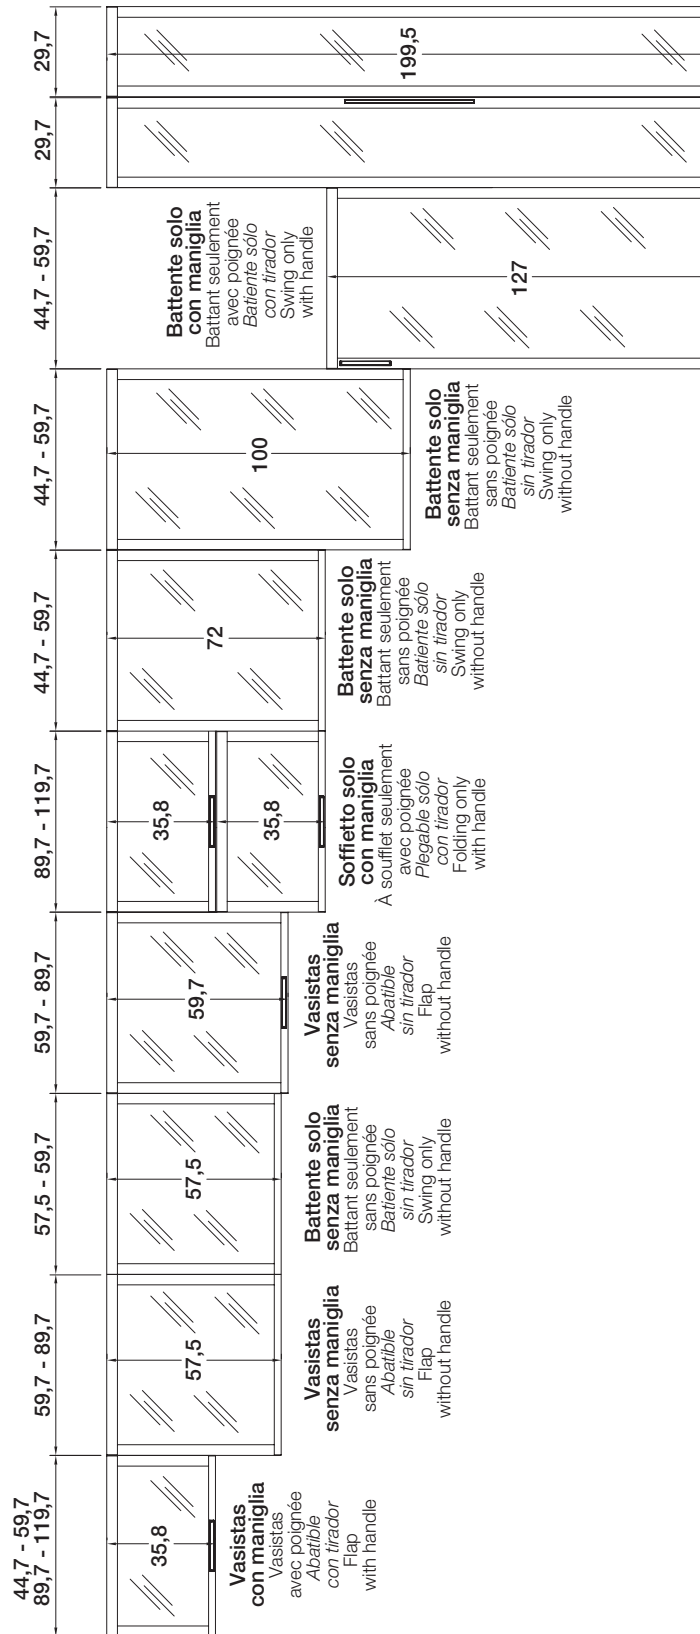 44,7 - 59,7
89,7 - 119,7
59,7 - 89,7
57,5 - 59,7
59,7 - 89,7
89,7 - 119,7
44,7 - 59,7
44,7 - 59,7
44,7 - 59,7
29,7
29,7
35,8
57,5
57,5
59,7
35,8
35,8
72
100
127
199,5
Vasistas
con maniglia
Vasistas
avec poignée
Abatible
con tirador
Flap
with handle
Vasistas
senza maniglia
Vasistas
sans poignée
Abatible
sin tirador
Flap
without handle
Battente solo
senza maniglia
Battant seulement
sans poignée
Batiente sólo
sin tirador
Swing only
without handle
Vasistas
senza maniglia
Vasistas
sans poignée
Abatible
sin tirador
Flap
without handle
Soffietto solo
con maniglia
À soufflet seulement
avec poignée
Plegable sólo
con tirador
Folding only
with handle
Battente solo
senza maniglia
Battant seulement
sans poignée
Batiente sólo
sin tirador
Swing only
without handle
Battente solo
senza maniglia
Battant seulement
sans poignée
Batiente sólo
sin tirador
Swing only
without handle
Battente solo
con maniglia
Battant seulement
avec poignée
Batiente sólo
con tirador
Swing only
with handle